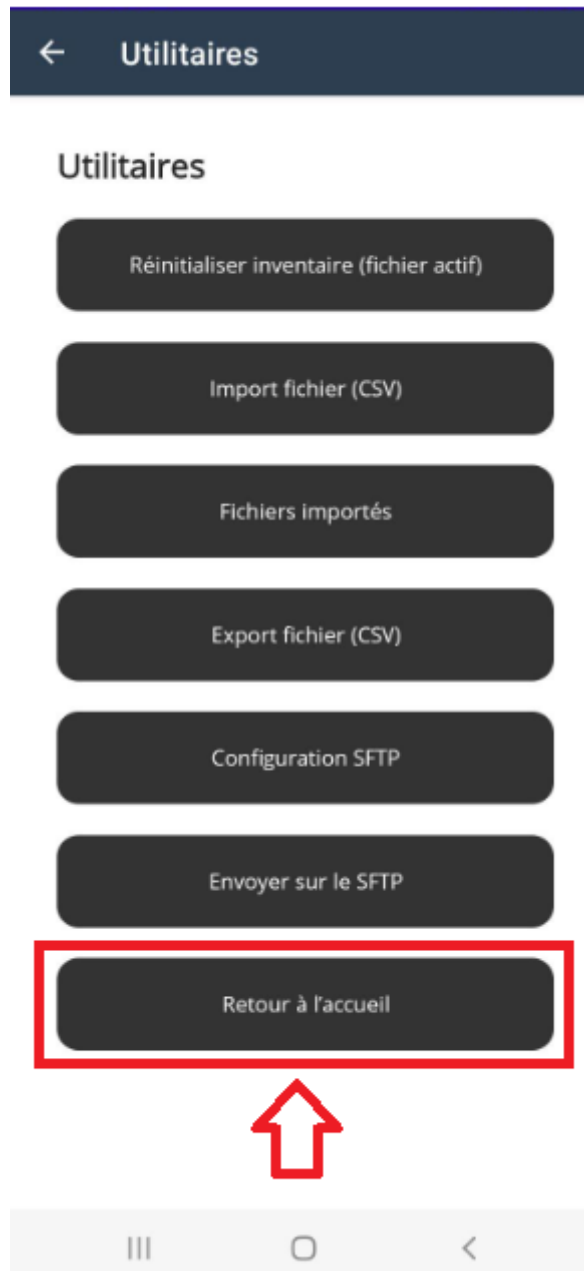 Utilitaires
Utilitaires
Réinitialiser inventaire (fichier actif)
Import fichier (CSV)
Fichiers importés
Export fichier (CSV)
Configuration SFTP
Envoyer sur le SFTP
Retour à l'accueil